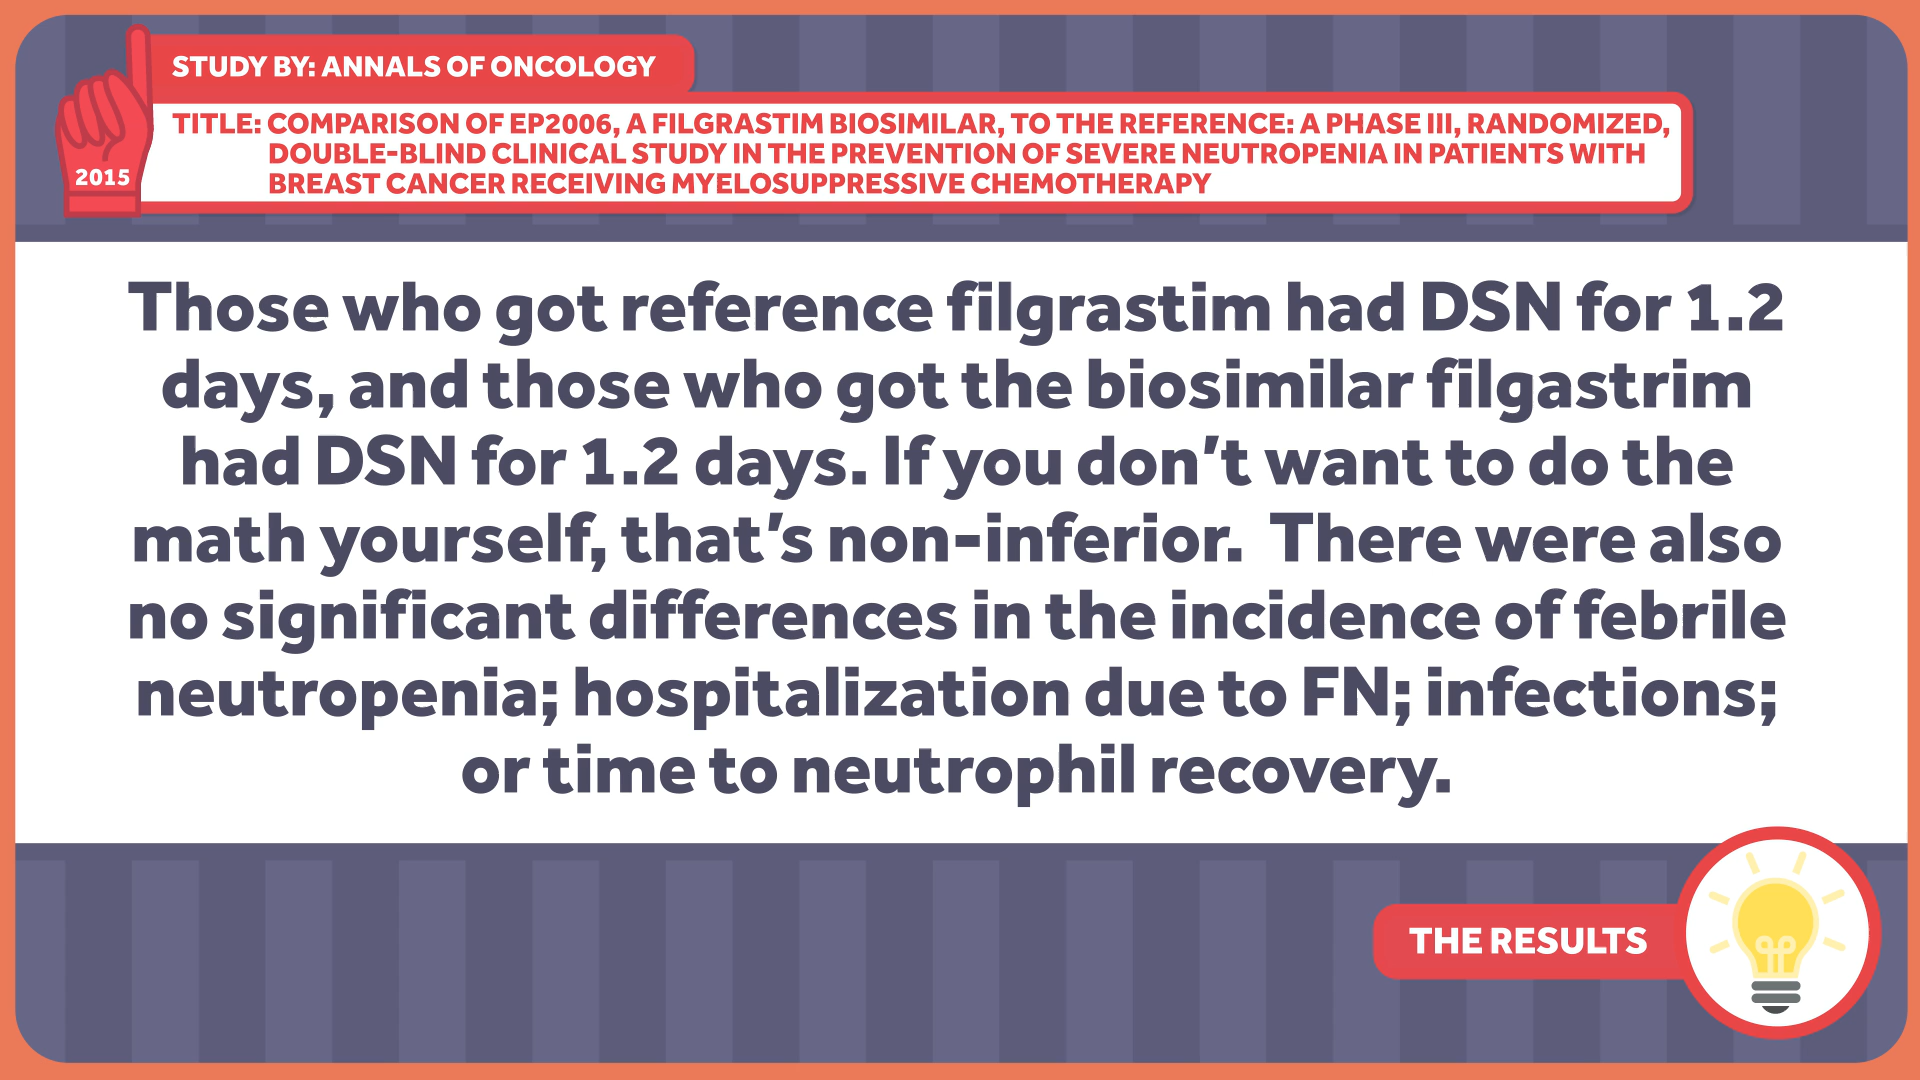 STUDY BY: ANNALS OF ONCOLOGY
TITLE: COMPARISON OF EP2006, A FILGRASTIM BIOSIMILAR, TO THE REFERENCE: A PHASE III, RANDOMIZED,
DOUBLE-BLIND CLINICAL STUDY IN THE PREVENTION OF SEVERE NEUTROPENIA IN PATIENTS WITH
BREAST CANCER RECEIVING MYELOSUPPRESSIVE CHEMOTHERAPY
2015
Those who got reference filgrastim had DSN for 1.2
days, and those who got the biosimilar filgastrim
had DSN for 1.2 days. If you don’t want to do the
math yourself, that’s non-inferior. There were also
no significant differences in the incidence of febrile
neutropenia; hospitalization due to FN; infections;
or time to neutrophil recovery.
THE RESULTS